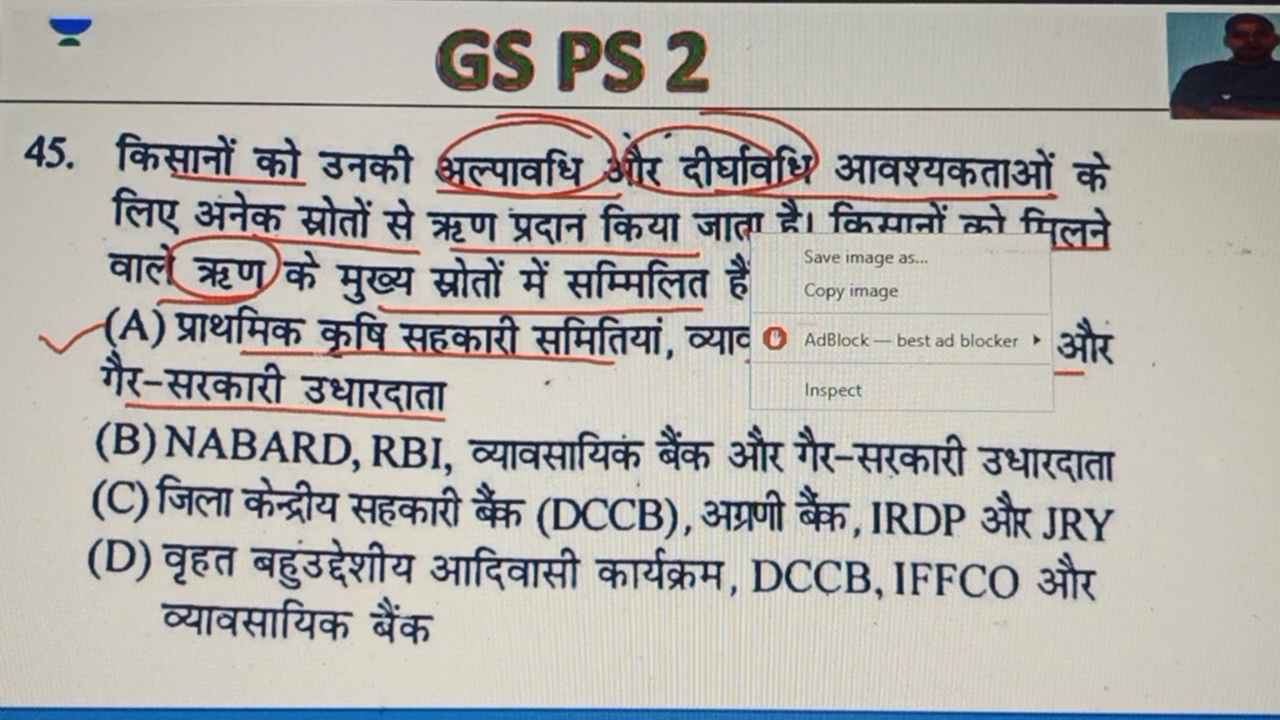 GS PS 2
45. किसानों को उनकी अल्पावधि और दीर्घावधि आवश्यकताओं के
लिए अनेक स्रोतों से ऋण प्रदान किया जाता है। किसानों को मिलने
वाले ऋण के मुख्य स्रोतों में सम्मिलित हैं
Save image as...
Copy image
(A) प्राथमिक कृषि सहकारी समितियां, और
AdBlock — best ad blocker
गैर-सरकारी उधारदाता
Inspect
(B) NABARD, RBI, व्यावसायिक बैंक और गैर-सरकारी उधारदाता
(C) जिला केन्द्रीय सहकारी बैंक (DCCB), अग्रणी बैंक, IRDP और JRY
(D) वृहत बहुउद्देशीय आदिवासी कार्यक्रम, DCCB, IFFCO और
व्यावसायिक बैंक